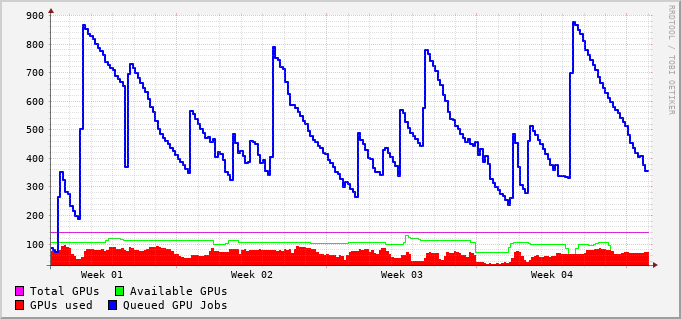 900
800
700
600
500
400
300
200
100
Week 01 Week 02 Week 03 Week 04
Total GPUs Available GPUs
GPUs used Queued GPU Jobs
RRDTOOL / TOBI OETIKER